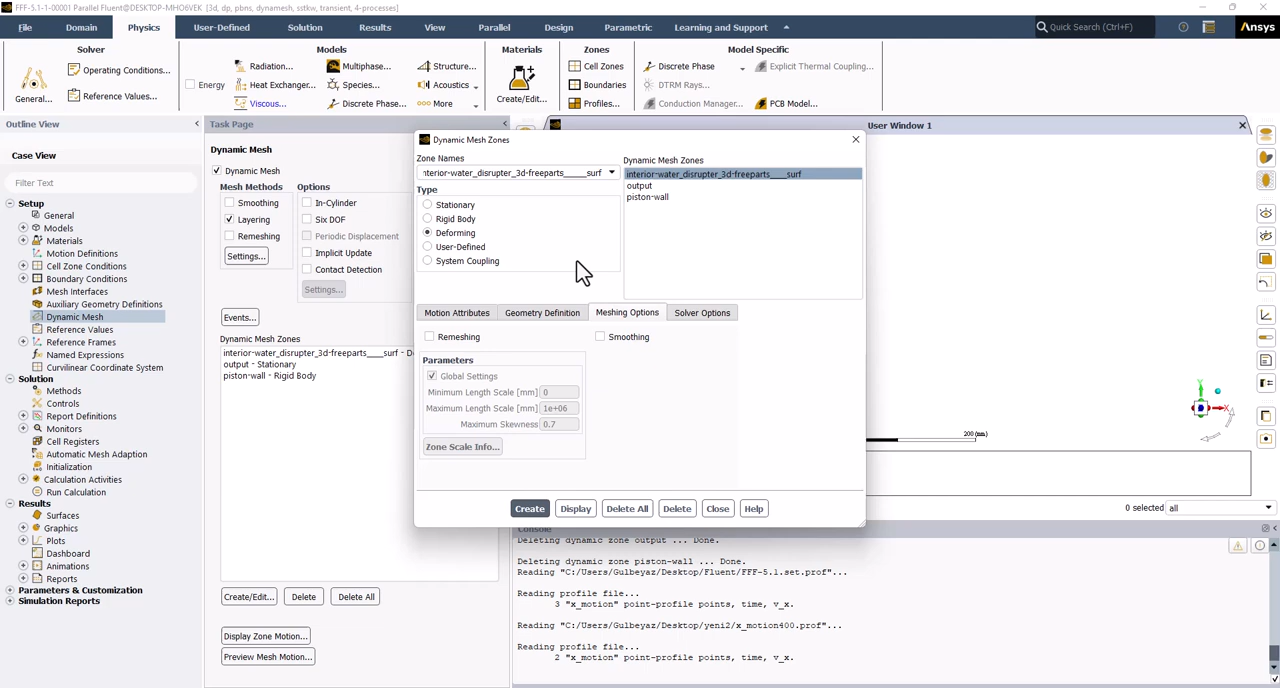 FFF-5.1-1-00001 Parallel Fluent@DESKTOP-MHO6VEK [3d, dp, pbns, dynamesh, sstkw, transient, 4-processes]
File Domain Physics User-Defined Solution Results View Parallel Design Parametric Learning and Support Quick Search (Ctrl+F) Ansys
Solver Models Materials Zones Model Specific
Operating Conditions... Radiation... Multiphase... Structure... Cell Zones Discrete Phase Explicit Thermal Coupling...
Energy Heat Exchanger... Species... Acoustics Boundaries DTRM Rays...
General... Reference Values... Viscous... Discrete Phase... More Create/Edit... Profiles... Conduction Manager... PCB Model...
Outline View < Task Page < User Window 1
Case View
Filter Text
Setup
General
Models
Materials
Motion Definitions
Cell Zone Conditions
Boundary Conditions
Mesh Interfaces
Auxiliary Geometry Definitions
Dynamic Mesh
Reference Values
Reference Frames
Named Expressions
Curvilinear Coordinate System
Solution
Methods
Controls
Report Definitions
Monitors
Cell Registers
Automatic Mesh Adaption
Initialization
Calculation Activities
Run Calculation
Results
Surfaces
Graphics
Plots
Dashboard
Animations
Reports
Parameters & Customization
Simulation Reports
Dynamic Mesh
Dynamic Mesh
Mesh Methods Options
Smoothing In-Cylinder
Layering Six DOF
Remeshing Periodic Displacement
Settings... Implicit Update
Contact Detection
Settings...
Events...
Dynamic Mesh Zones
interior-water_disrupter_3d-freeparts____surf - D
output - Stationary
piston-wall - Rigid Body
Create/Edit... Delete Delete All
Display Zone Motion...
Preview Mesh Motion...
Dynamic Mesh Zones
Zone Names Dynamic Mesh Zones
nterior-water_disrupter_3d-freeparts____surf
interior-water_disrupter_3d-freeparts____surf
output
piston-wall
Type
Stationary
Rigid Body
Deforming
User-Defined
System Coupling
Motion Attributes Geometry Definition Meshing Options Solver Options
Remeshing Smoothing
Parameters
Global Settings
Minimum Length Scale [mm] 0
Maximum Length Scale [mm] 1e+06
Maximum Skewness 0.7
Zone Scale Info...
Create Display Delete All Delete Close Help
Y
X
200 (mm)
0 selected all
Console
Deleting dynamic zone output ... Done.
Deleting dynamic zone piston-wall ... Done.
Reading "C:/Users/Gulbeyaz/Desktop/Fluent/FFF-5.1.set.prof"...
Reading profile file...
3 "x_motion" point-profile points, time, v_x.
Reading "C:/Users/Gulbeyaz/Desktop/yeni2/x_motion400.prof"...
Reading profile file...
2 "x_motion" point-profile points, time, v_x.